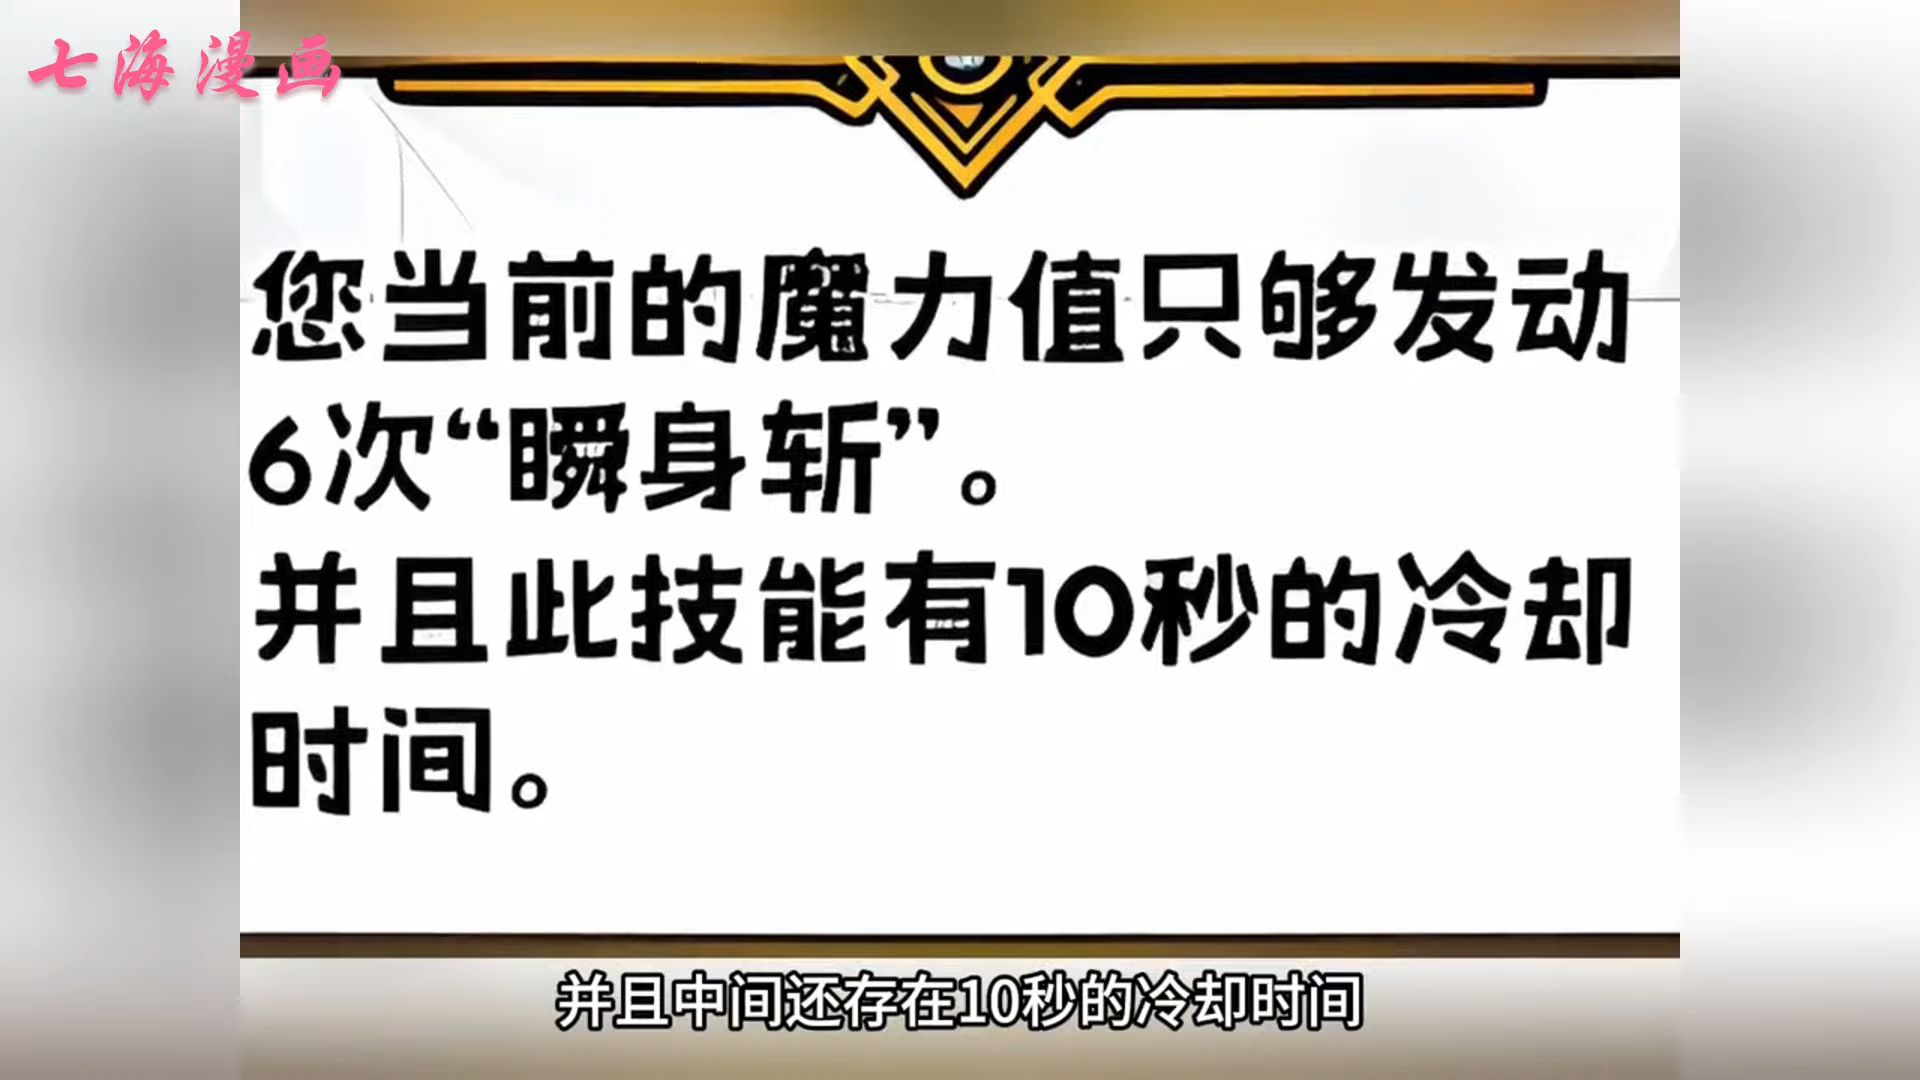 七海漫画
您当前的魔力值只够发动
6次“瞬身斩”。
并且此技能有10秒的冷却
时间。
并且中间还存在10秒的冷却时间